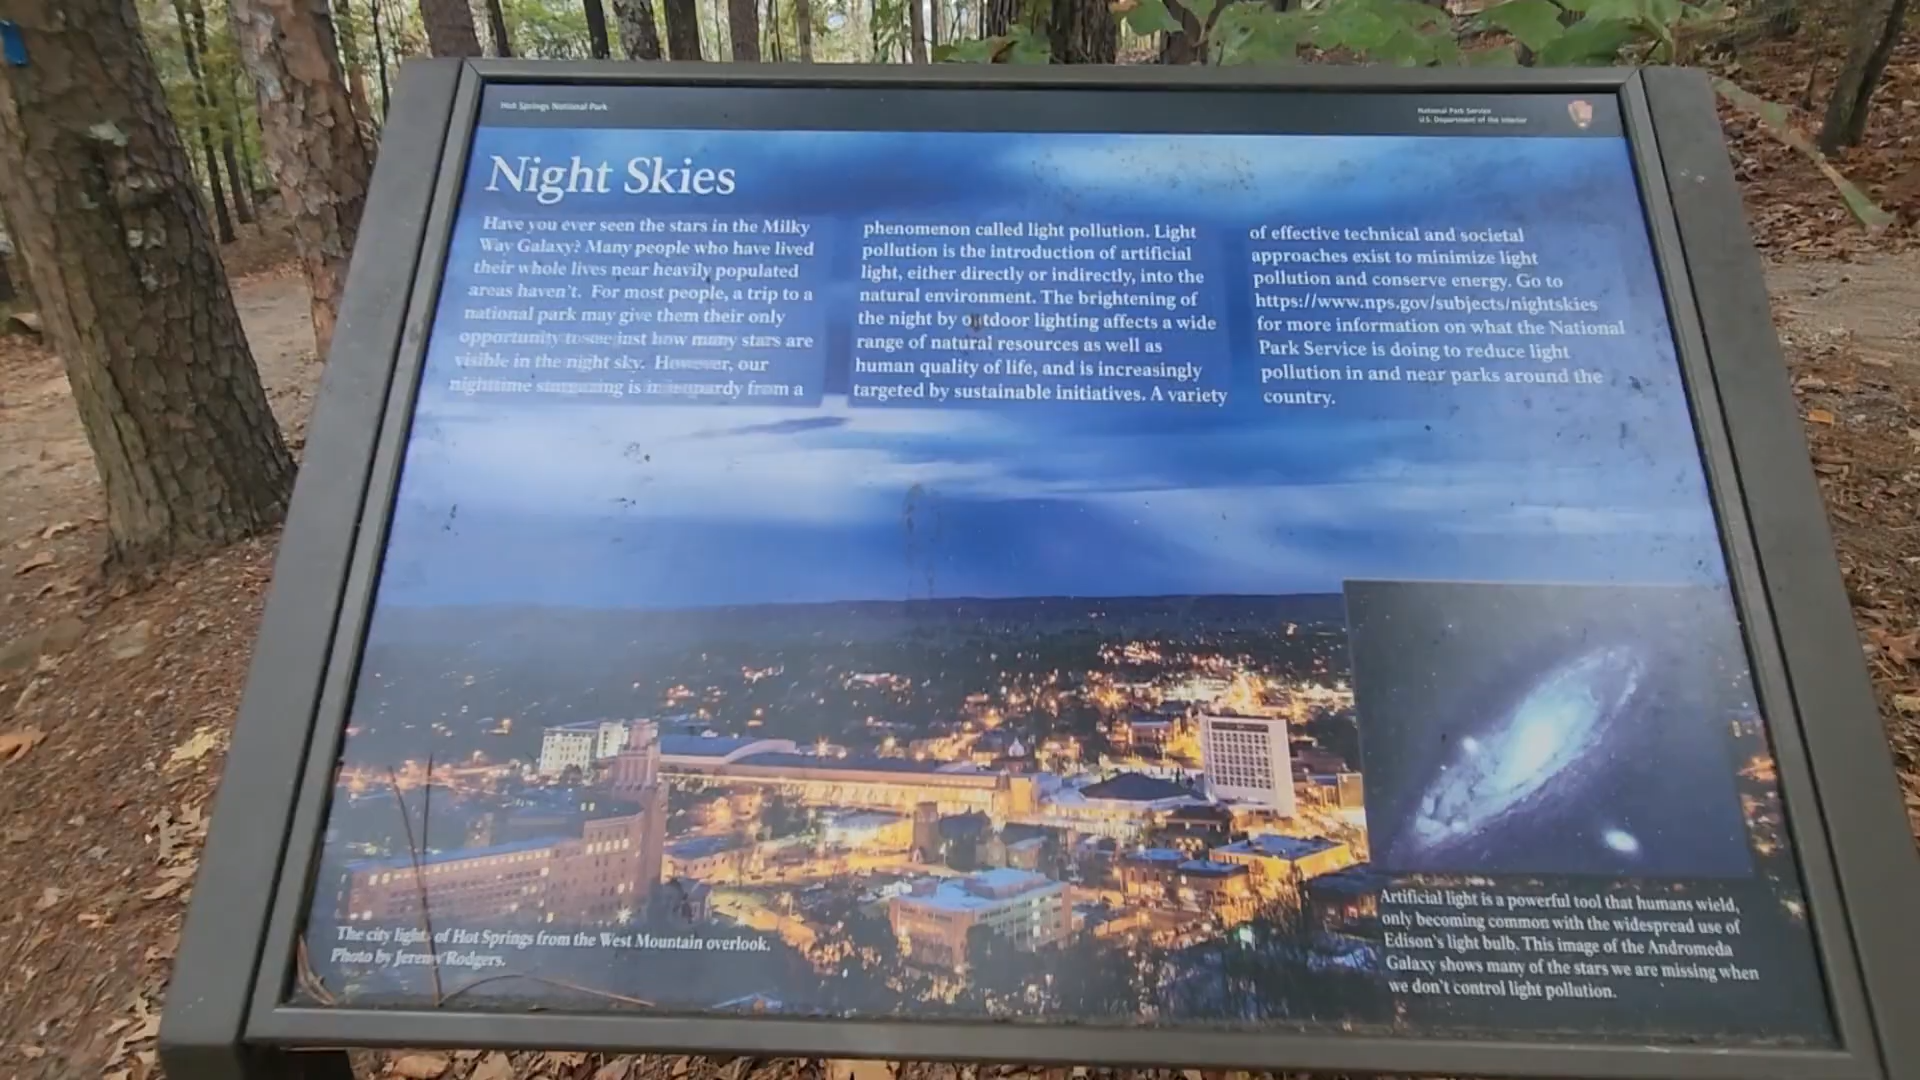 Hot Springs National Park
National Park Service
U.S. Department of the Interior
Night Skies
Have you ever seen the stars in the Milky
Way Galaxy? Many people who have lived
their whole lives near heavily populated
areas haven't. For most people, a trip to a
national park may give them their only
opportunity to see just how many stars are
visible in the night sky. However, our
nighttime stargazing is in jeopardy from a
phenomenon called light pollution. Light
pollution is the introduction of artificial
light, either directly or indirectly, into the
natural environment. The brightening of
the night by outdoor lighting affects a wide
range of natural resources as well as
human quality of life, and is increasingly
targeted by sustainable initiatives. A variety
of effective technical and societal
approaches exist to minimize light
pollution and conserve energy. Go to
https://www.nps.gov/subjects/nightskies
for more information on what the National
Park Service is doing to reduce light
pollution in and near parks around the
country.
The city lights of Hot Springs from the West Mountain overlook.
Photo by Jeremy Rodgers.
Artificial light is a powerful tool that humans wield,
only becoming common with the widespread use of
Edison's light bulb. This image of the Andromeda
Galaxy shows many of the stars we are missing when
we don't control light pollution.